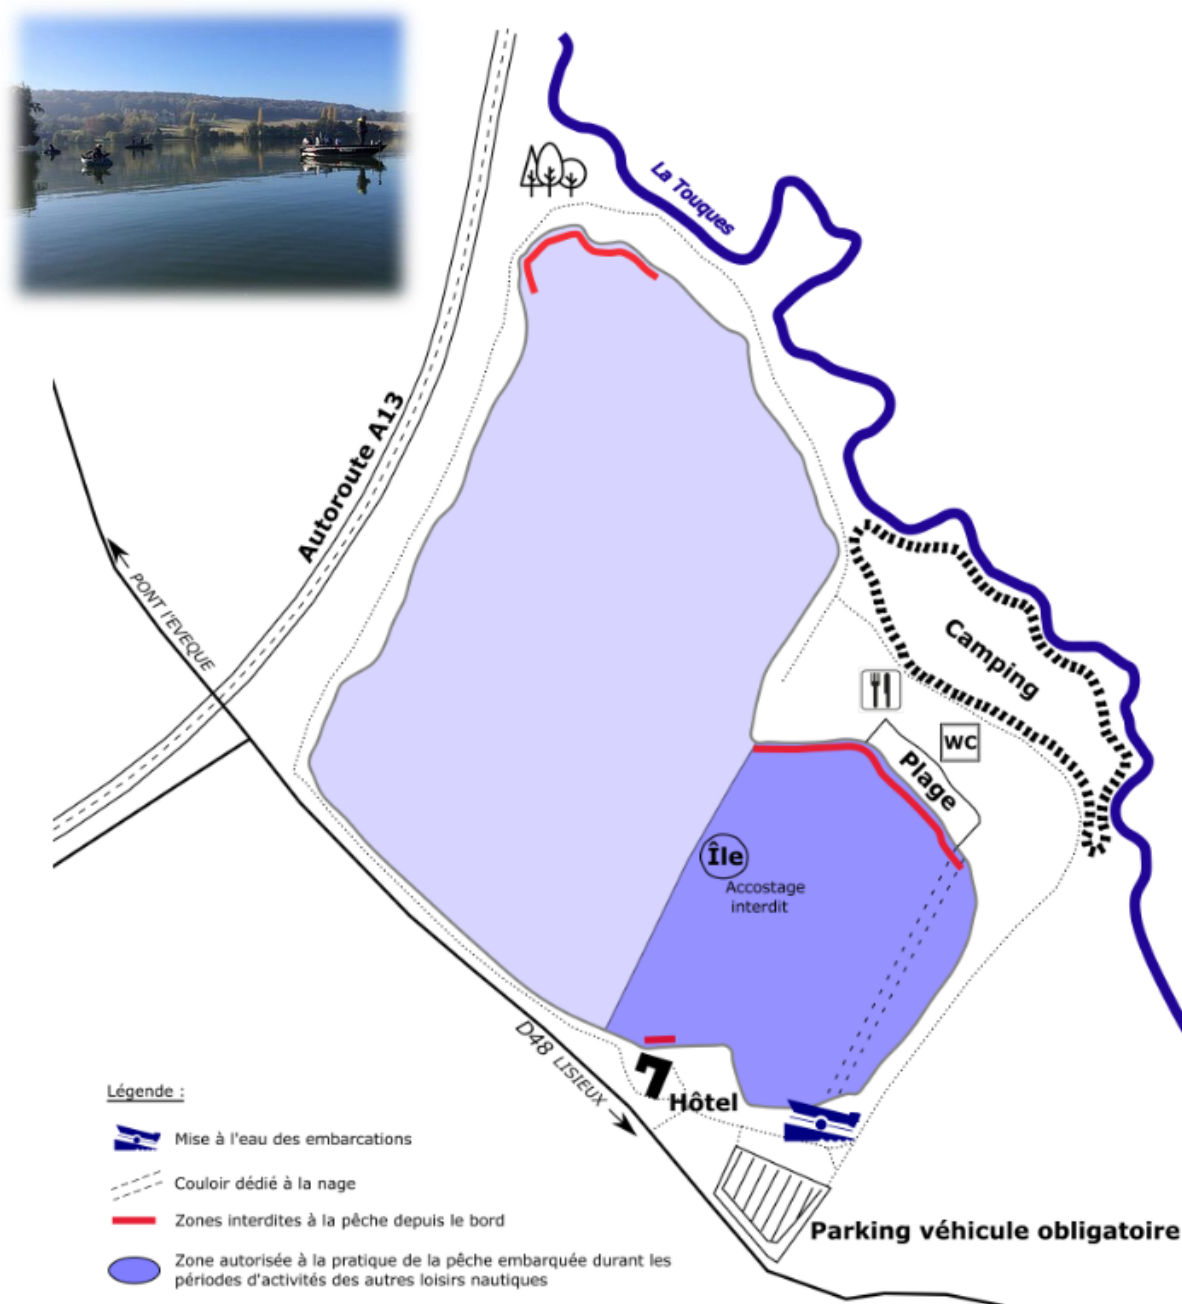 La Touques
Autoroute A13
PONT l'EVEQUE
Camping
WC
Plage
Île
Accostage
interdit
D48 LISIEUX
Hôtel
Parking véhicule obligatoire
Légende :
Mise à l'eau des embarcations
Couloir dédié à la nage
Zones interdites à la pêche depuis le bord
Zone autorisée à la pratique de la pêche embarquée durant les
périodes d'activités des autres loisirs nautiques